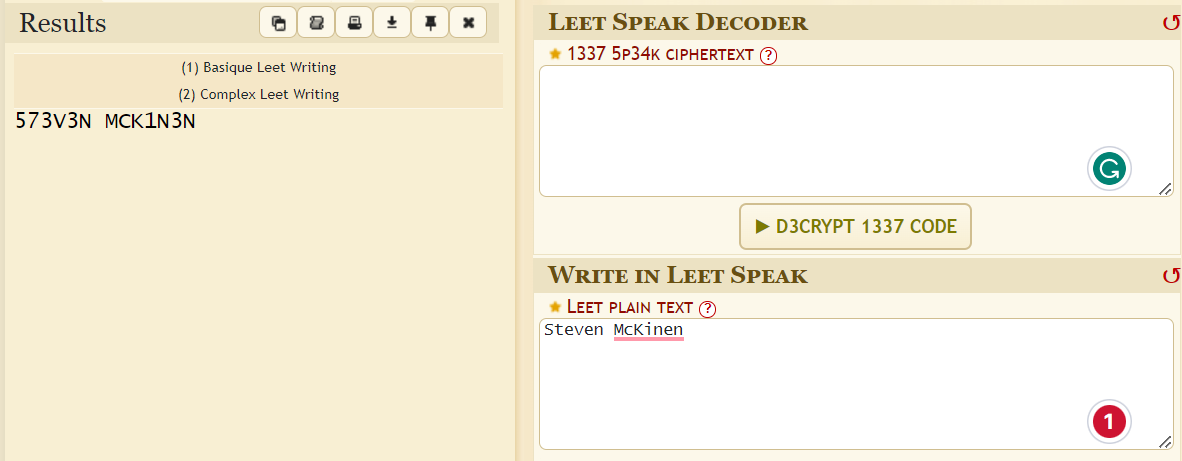 Results
(1) Basique Leet Writing
(2) Complex Leet Writing
573V3N MCK1N3N
LEET SPEAK DECODER
1337 5P34K CIPHERTEXT ?
G
▶ D3CRYPT 1337 CODE
WRITE IN LEET SPEAK
LEET PLAIN TEXT ?
Steven McKinen
1